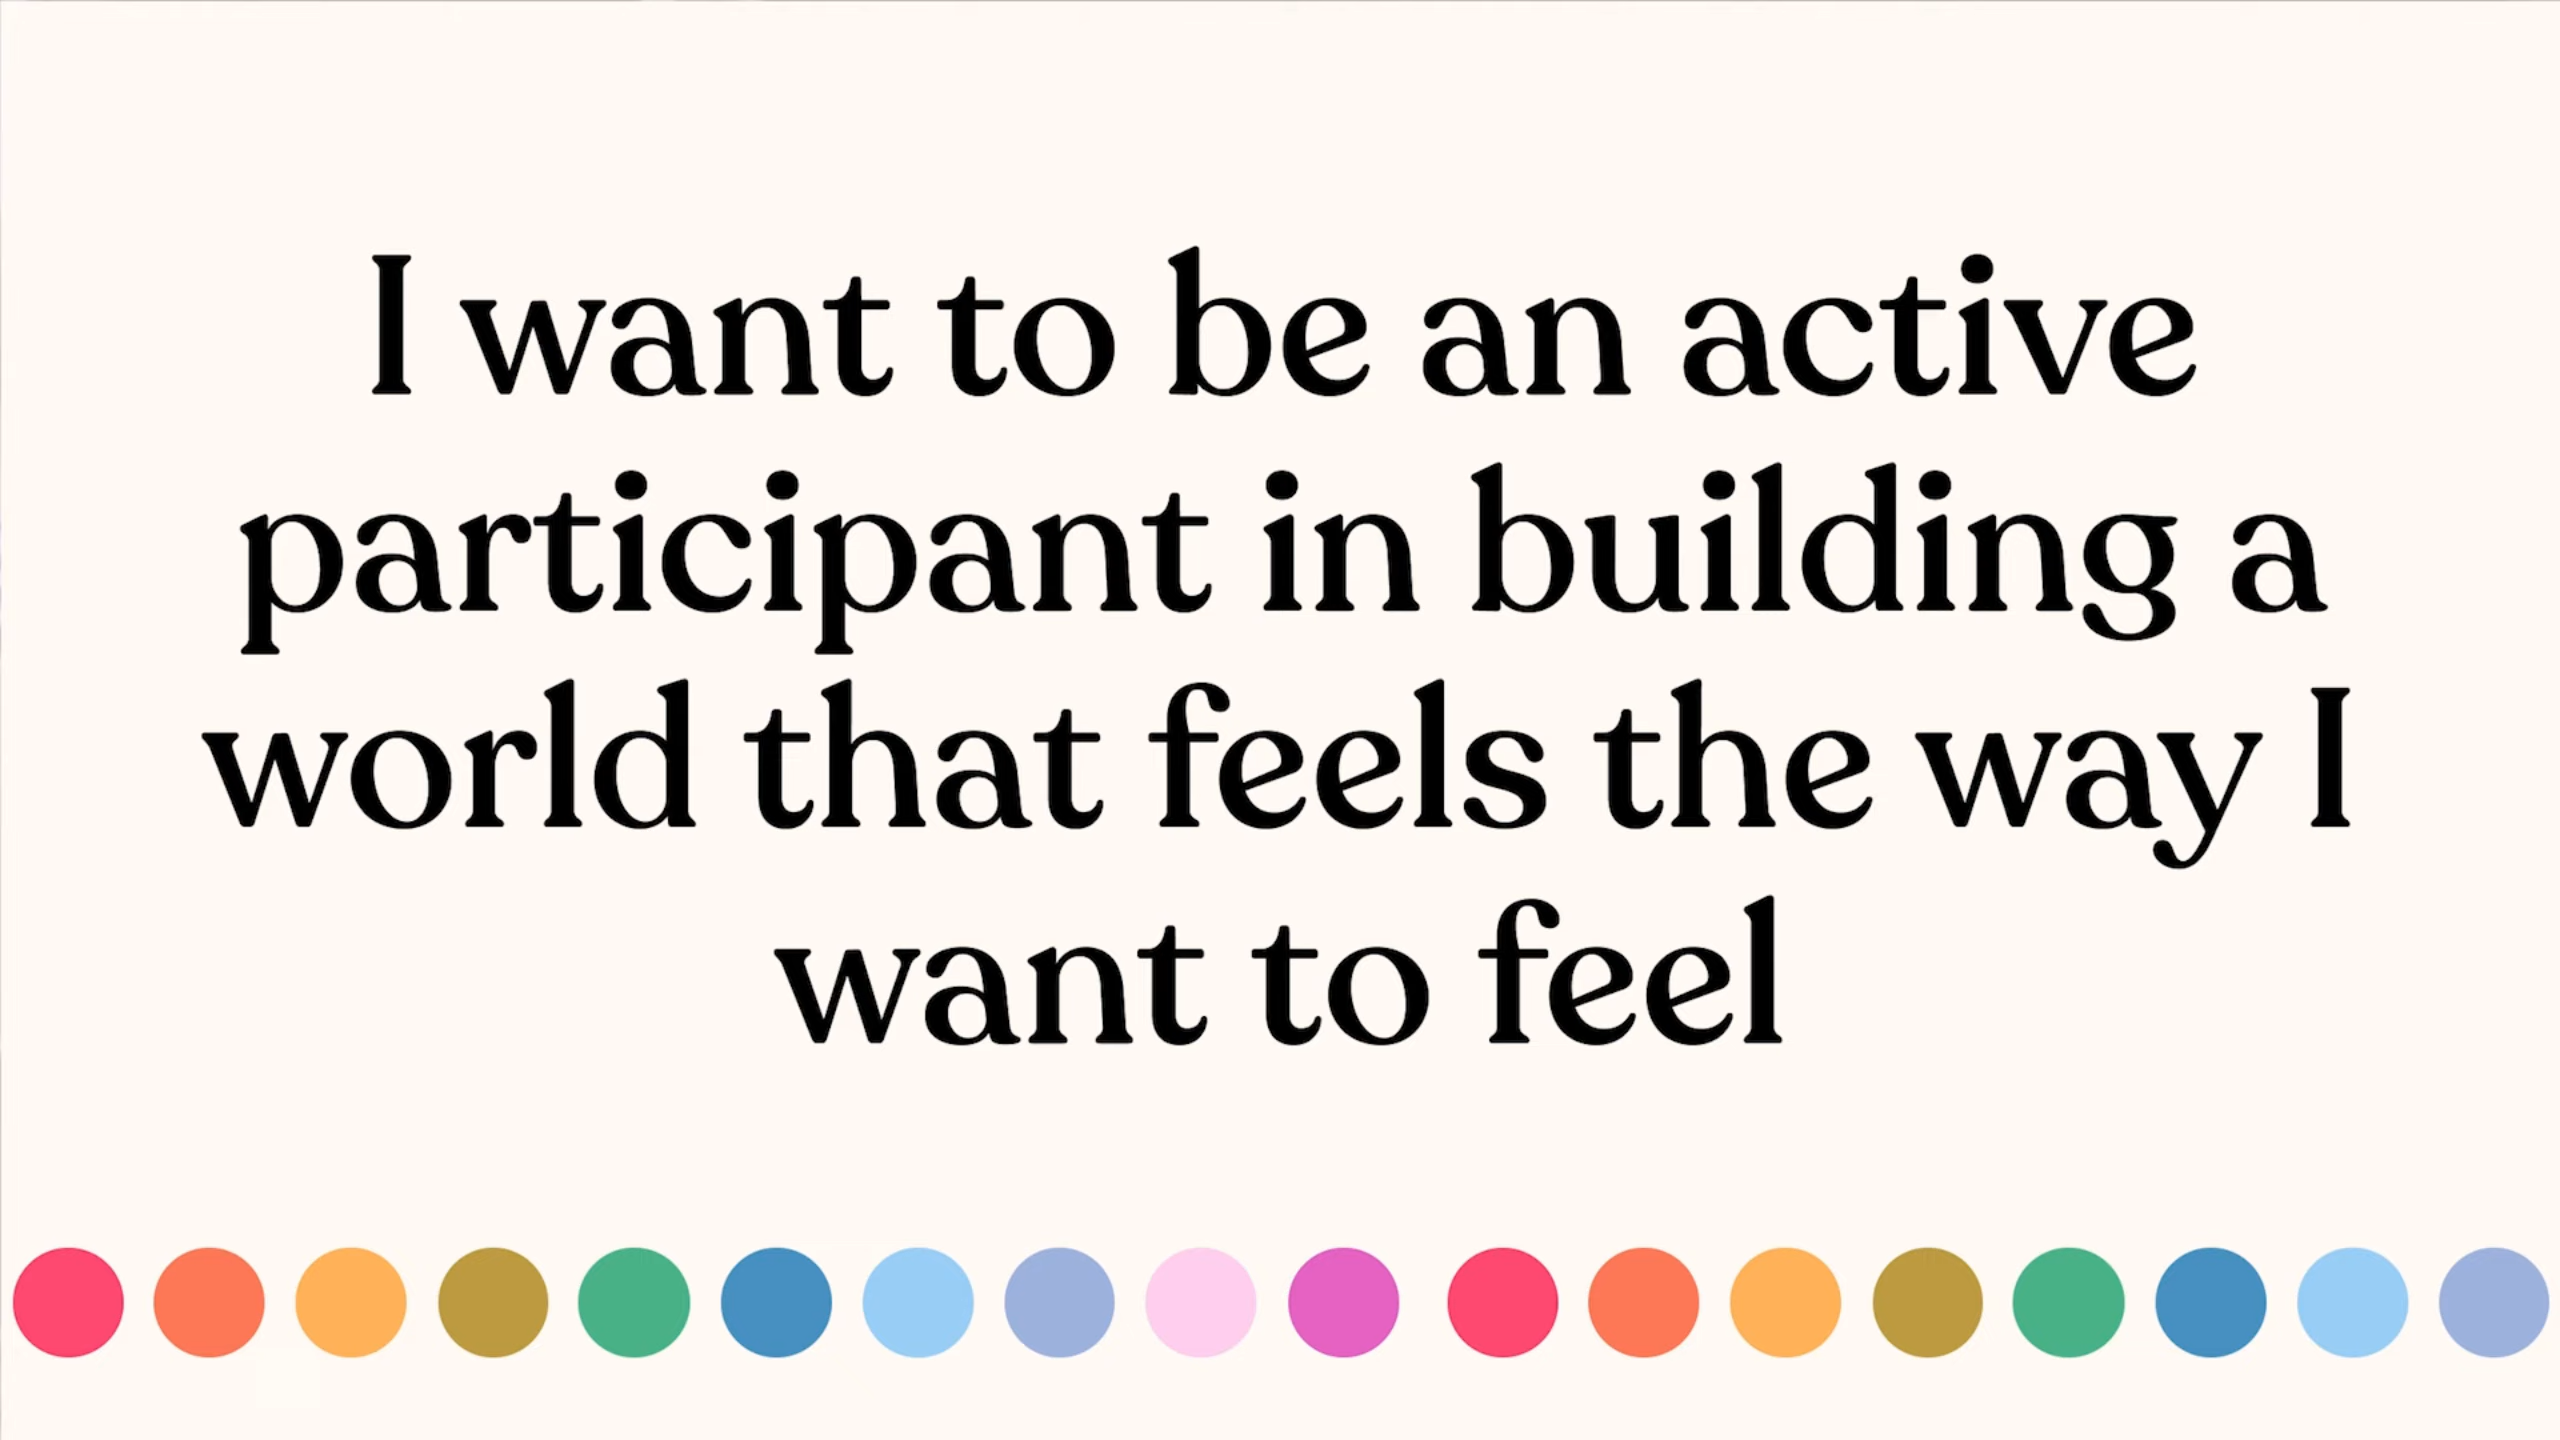 I want to be an active
participant in building a
world that feels the way I
want to feel